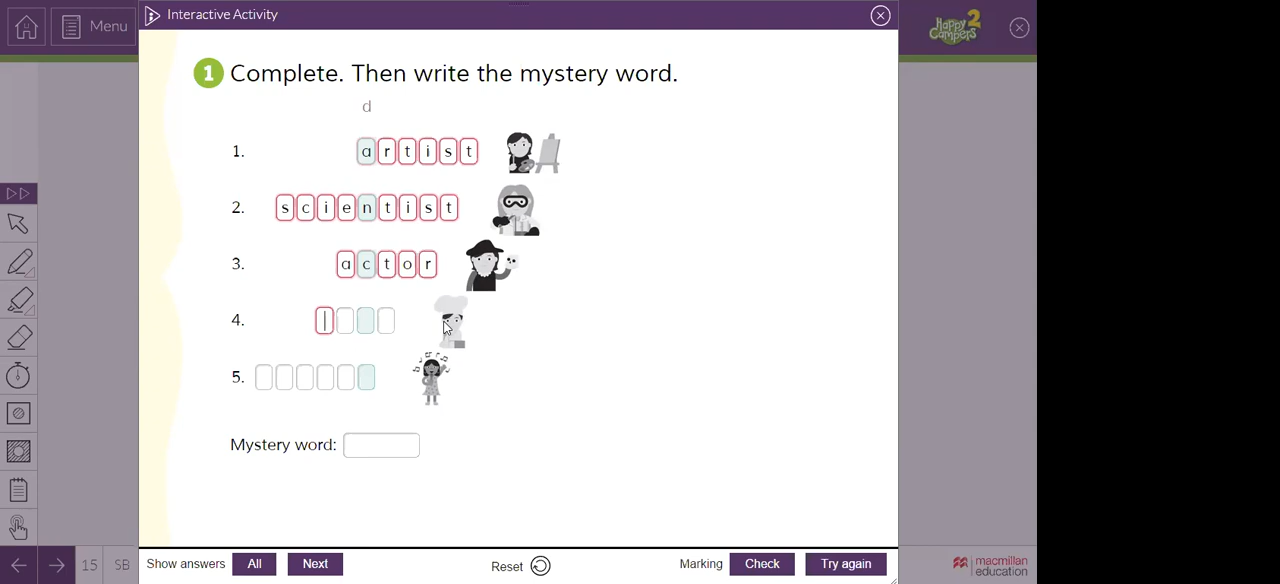 Menu
Interactive Activity
Happy Campers 2
1 Complete. Then write the mystery word.
d
1. artist
2. scientist
3. actor
4.
5.
Mystery word:
15 SB
Show answers All Next Reset Marking Check Try again
macmillan education